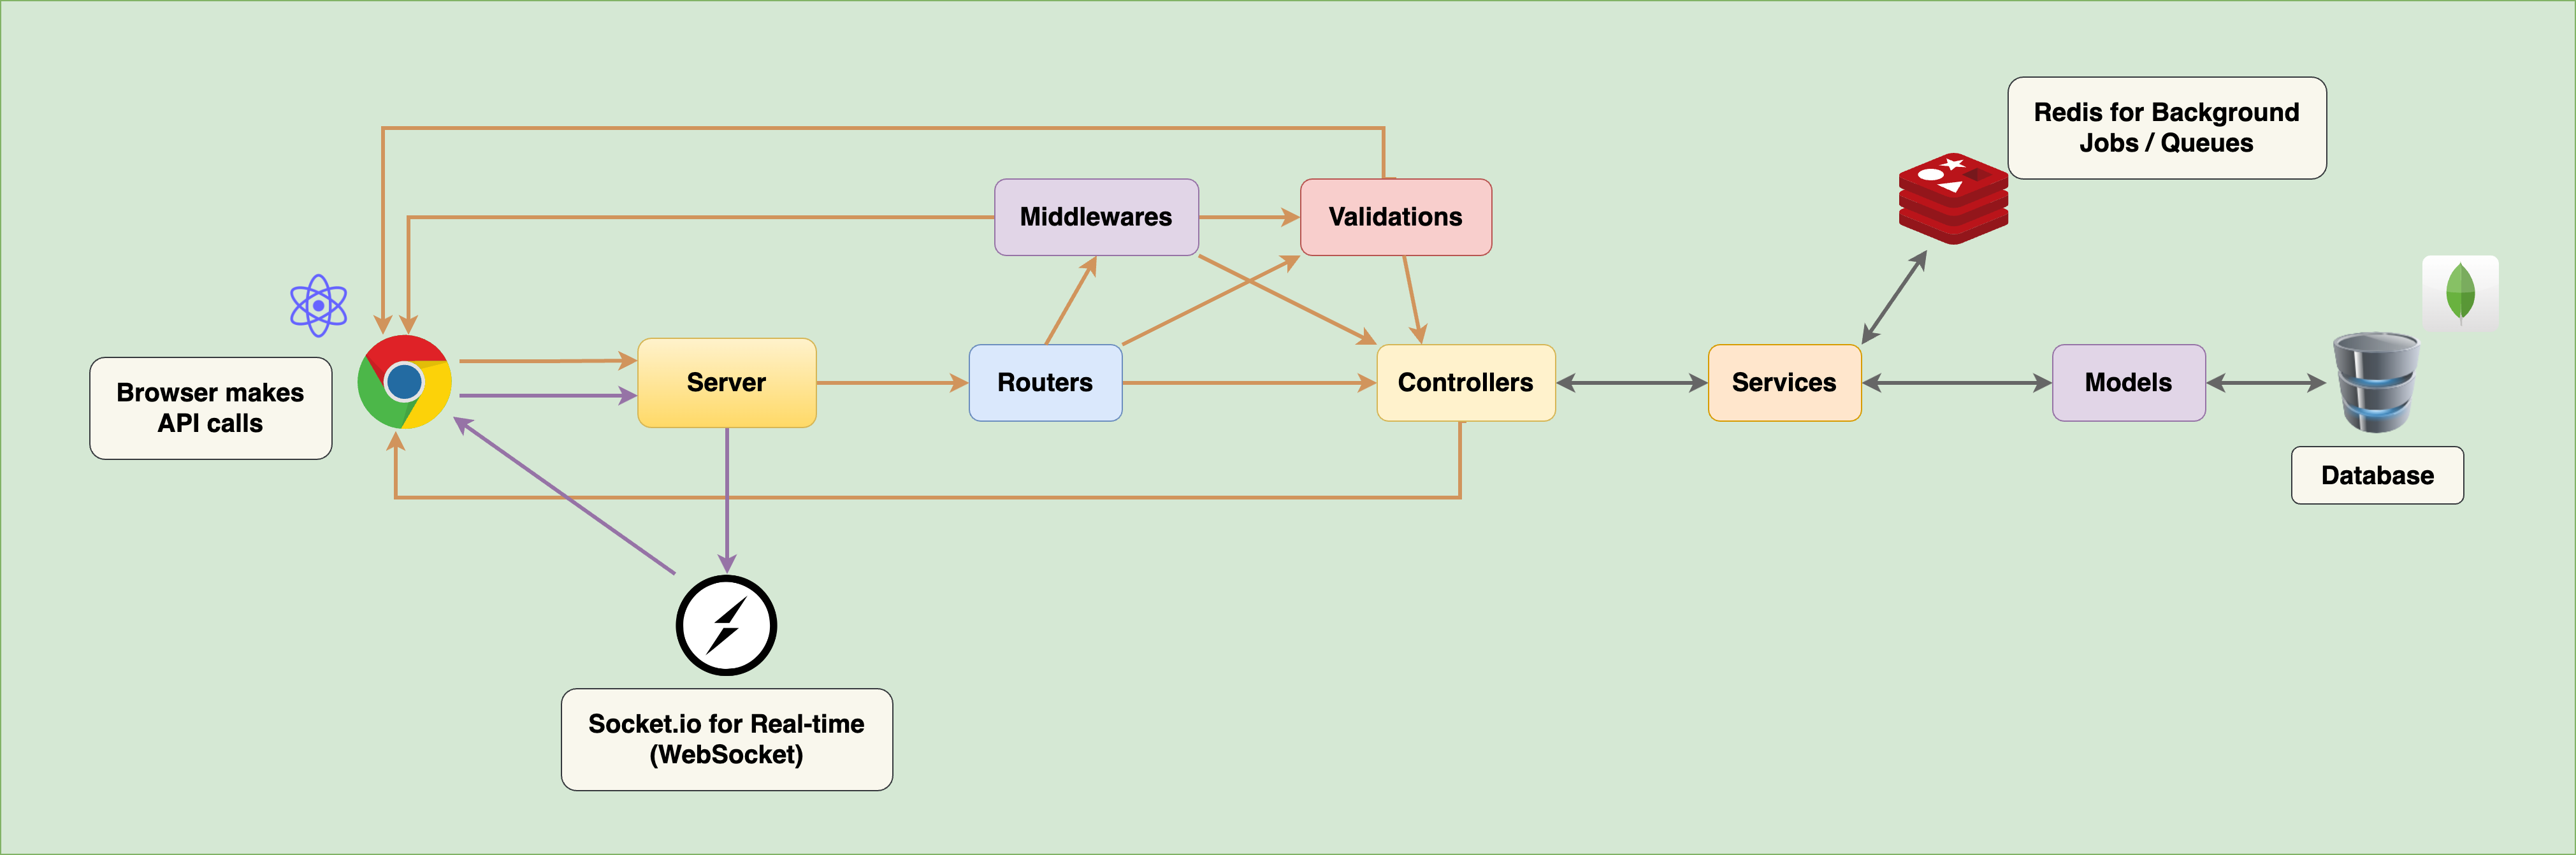 Redis for Background
Jobs / Queues
Middlewares
Validations
Browser makes
API calls
Server
Routers
Controllers
Services
Models
Database
Socket.io for Real-time
(WebSocket)